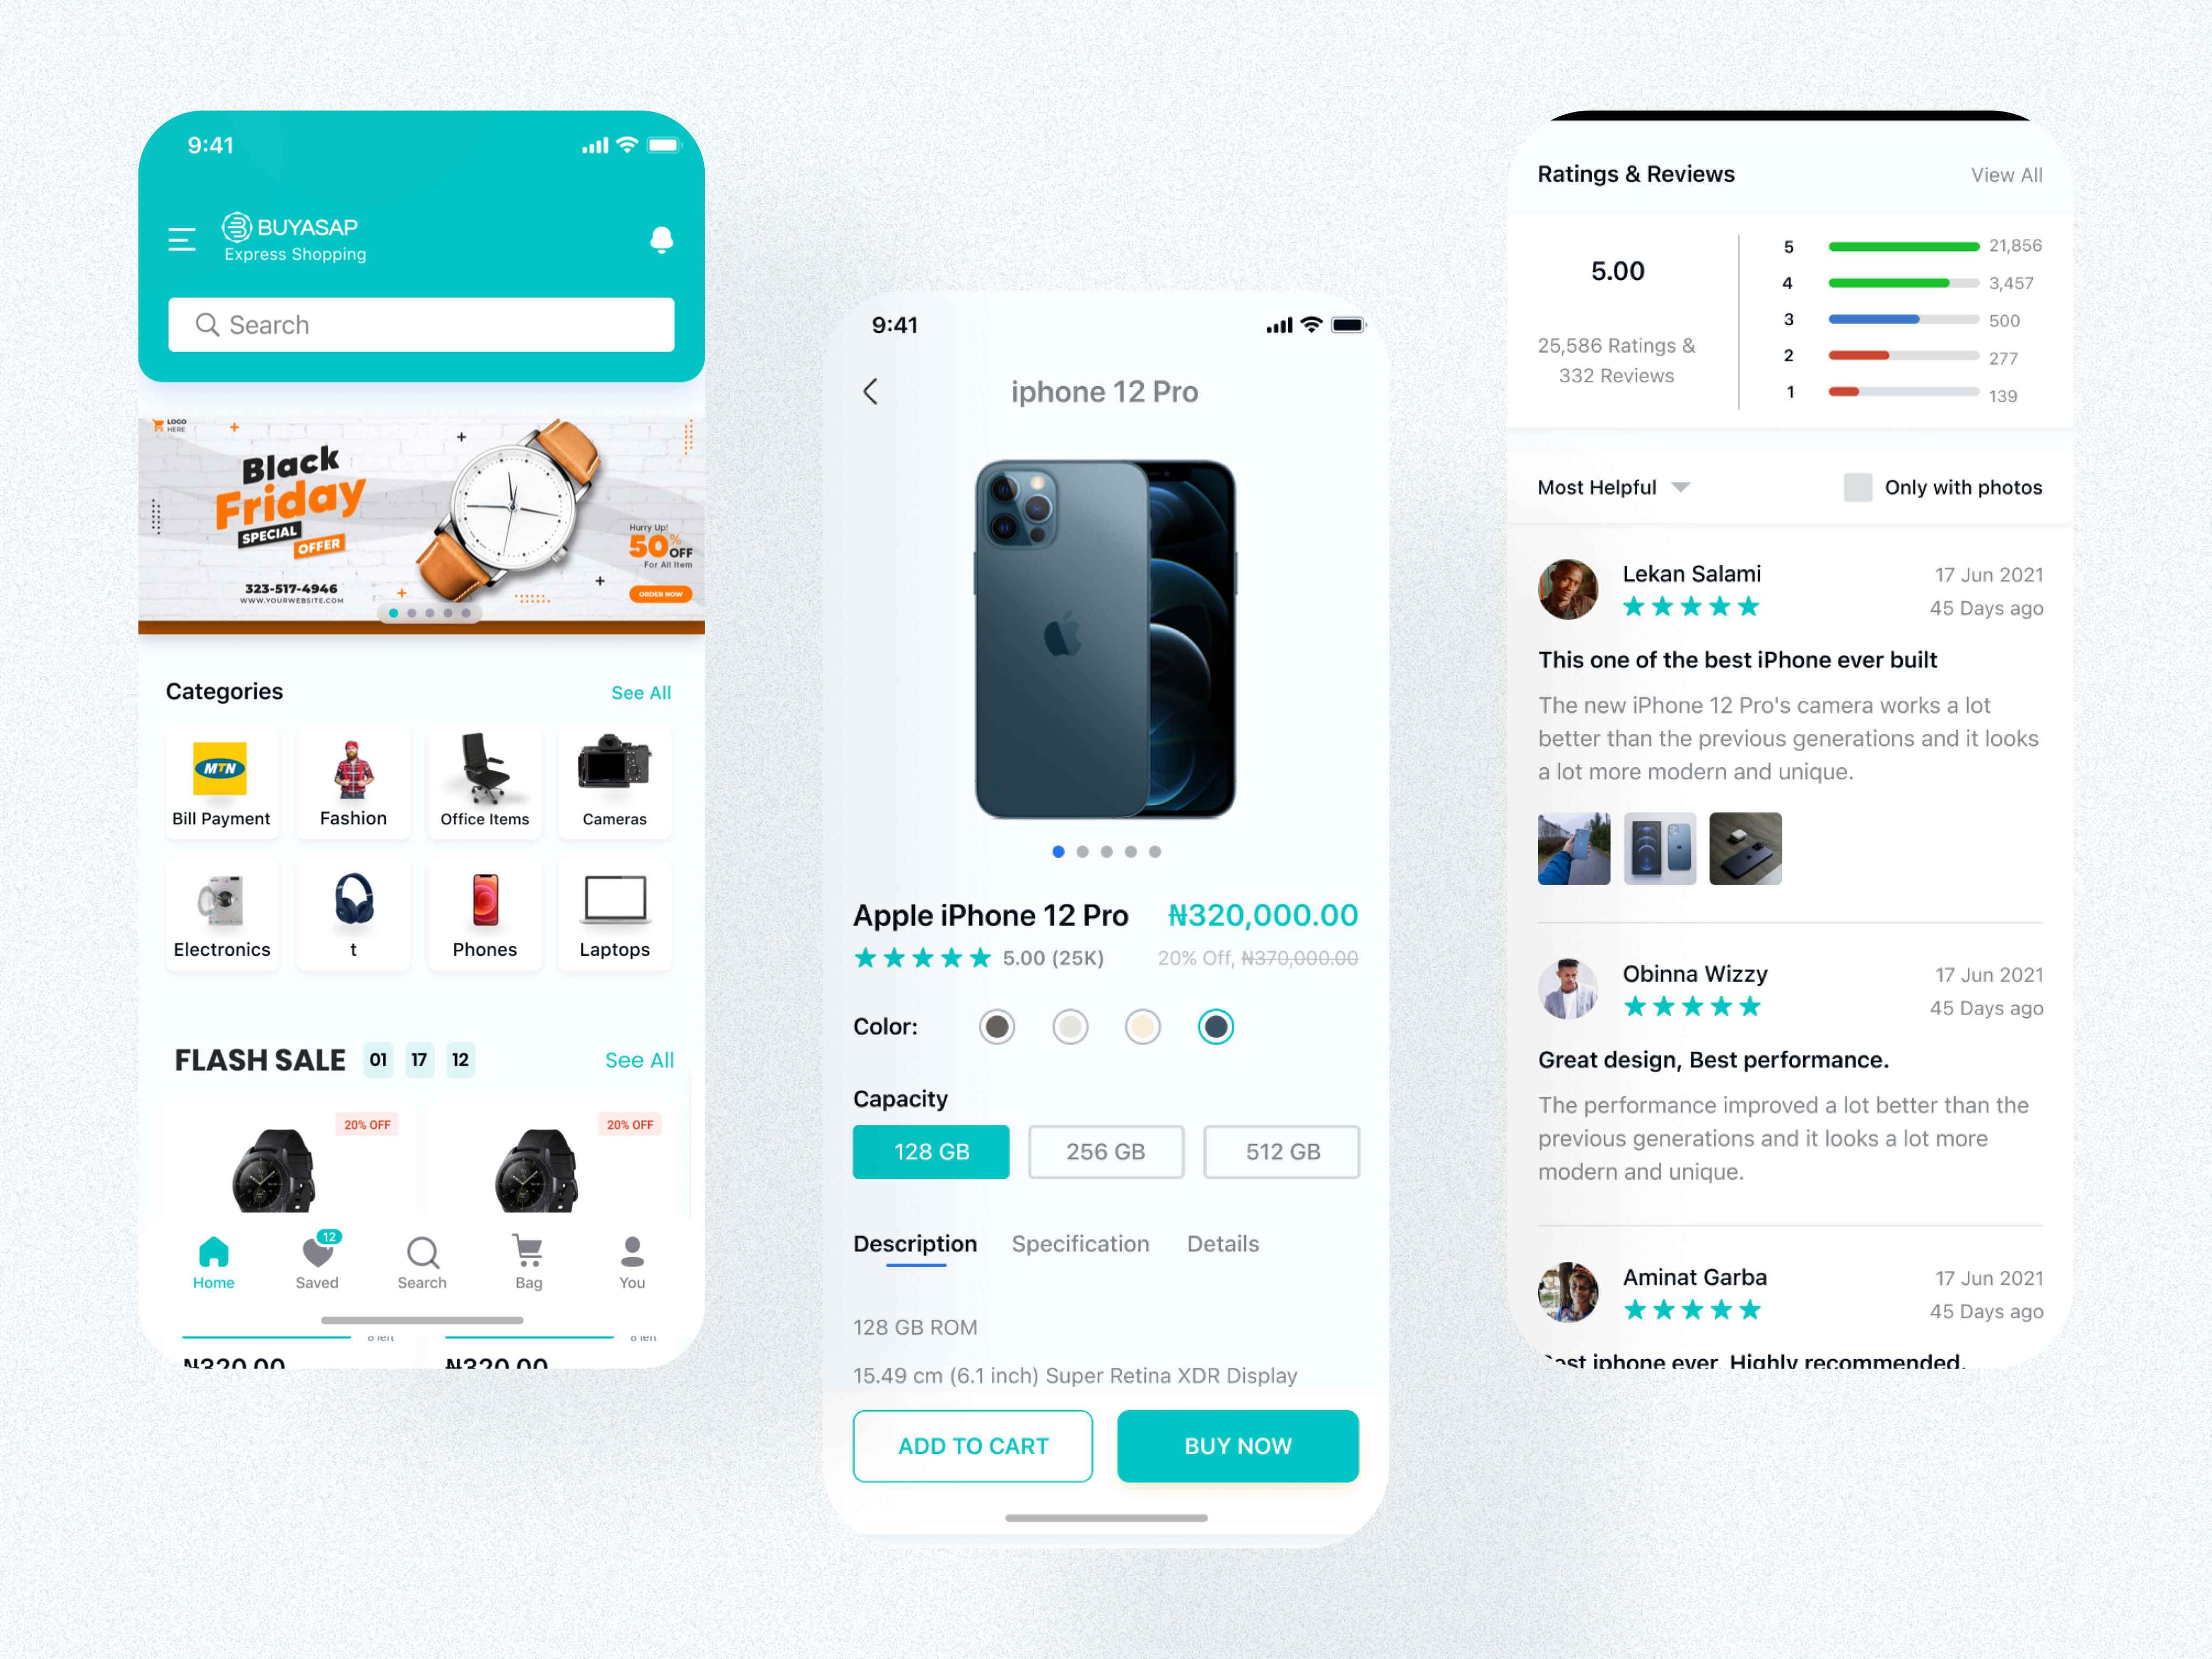 9:41
BUYASAP
Express Shopping
Search
LOGO
HERE
Black
Friday
SPECIAL
OFFER
323-517-4946
WWW.YOURWEBSITE.COM
Hurry Up!
50% OFF
For All Item
ORDER NOW
Categories See All
MTN
Bill Payment Fashion Office Items Cameras
Electronics t Phones Laptops
FLASH SALE 01 17 12 See All
20% OFF 20% OFF
12
Home Saved Search Bag You
8 left 8 left
₦320.00 ₦320.00
9:41
iphone 12 Pro
Apple iPhone 12 Pro ₦320,000.00
5.00 (25K) 20% Off, ₦370,000.00
Color:
Capacity
128 GB 256 GB 512 GB
Description Specification Details
128 GB ROM
15.49 cm (6.1 inch) Super Retina XDR Display
ADD TO CART BUY NOW
Ratings & Reviews View All
5.00
25,586 Ratings &
332 Reviews
5 21,856
4 3,457
3 500
2 277
1 139
Most Helpful Only with photos
Lekan Salami 17 Jun 2021
45 Days ago
This one of the best iPhone ever built
The new iPhone 12 Pro's camera works a lot
better than the previous generations and it looks
a lot more modern and unique.
Obinna Wizzy 17 Jun 2021
45 Days ago
Great design, Best performance.
The performance improved a lot better than the
previous generations and it looks a lot more
modern and unique.
Aminat Garba 17 Jun 2021
45 Days ago
Best iphone ever. Highly recommended.